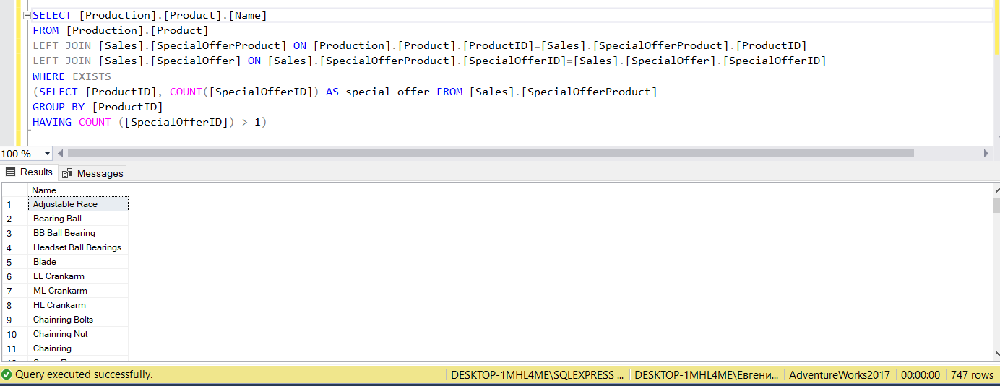 SELECT [Production].[Product].[Name]
FROM [Production].[Product]
LEFT JOIN [Sales].[SpecialOfferProduct] ON [Production].[Product].[ProductID]=[Sales].[SpecialOfferProduct].[ProductID]
LEFT JOIN [Sales].[SpecialOffer] ON [Sales].[SpecialOfferProduct].[SpecialOfferID]=[Sales].[SpecialOffer].[SpecialOfferID]
WHERE EXISTS
(SELECT [ProductID], COUNT([SpecialOfferID]) AS special_offer FROM [Sales].[SpecialOfferProduct]
GROUP BY [ProductID]
HAVING COUNT ([SpecialOfferID]) > 1)
100 %
Results Messages
Name
1 Adjustable Race
2 Bearing Ball
3 BB Ball Bearing
4 Headset Ball Bearings
5 Blade
6 LL Crankarm
7 ML Crankarm
8 HL Crankarm
9 Chainring Bolts
10 Chainring Nut
11 Chainring
Query executed successfully. DESKTOP-1MHL4ME\SQLEXPRESS ... DESKTOP-1MHL4ME\Евгени... AdventureWorks2017 00:00:00 747 rows